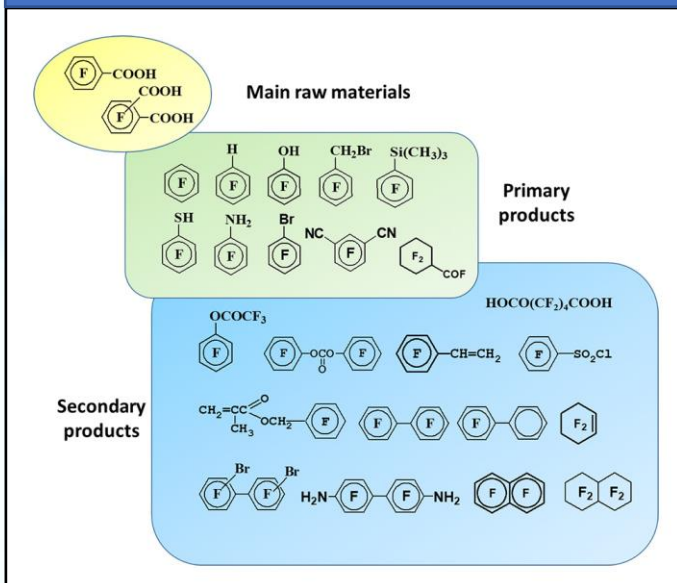 F
COOH
COOH
F
COOH
Main raw materials
F
H
F
OH
F
CH2Br
F
Si(CH3)3
F
Primary
products
SH
F
NH2
F
Br
F
NC
CN
F
F2
COF
HOCO(CF2)4COOH
OCOCF3
F
F
OCO
O
F
F
CH=CH2
F
SO2Cl
Secondary
products
CH2=CC
O
CH3
OCH2
F
F
F
F
F2
Br
F
Br
F
H2N
F
F
NH2
F
F
F2
F2